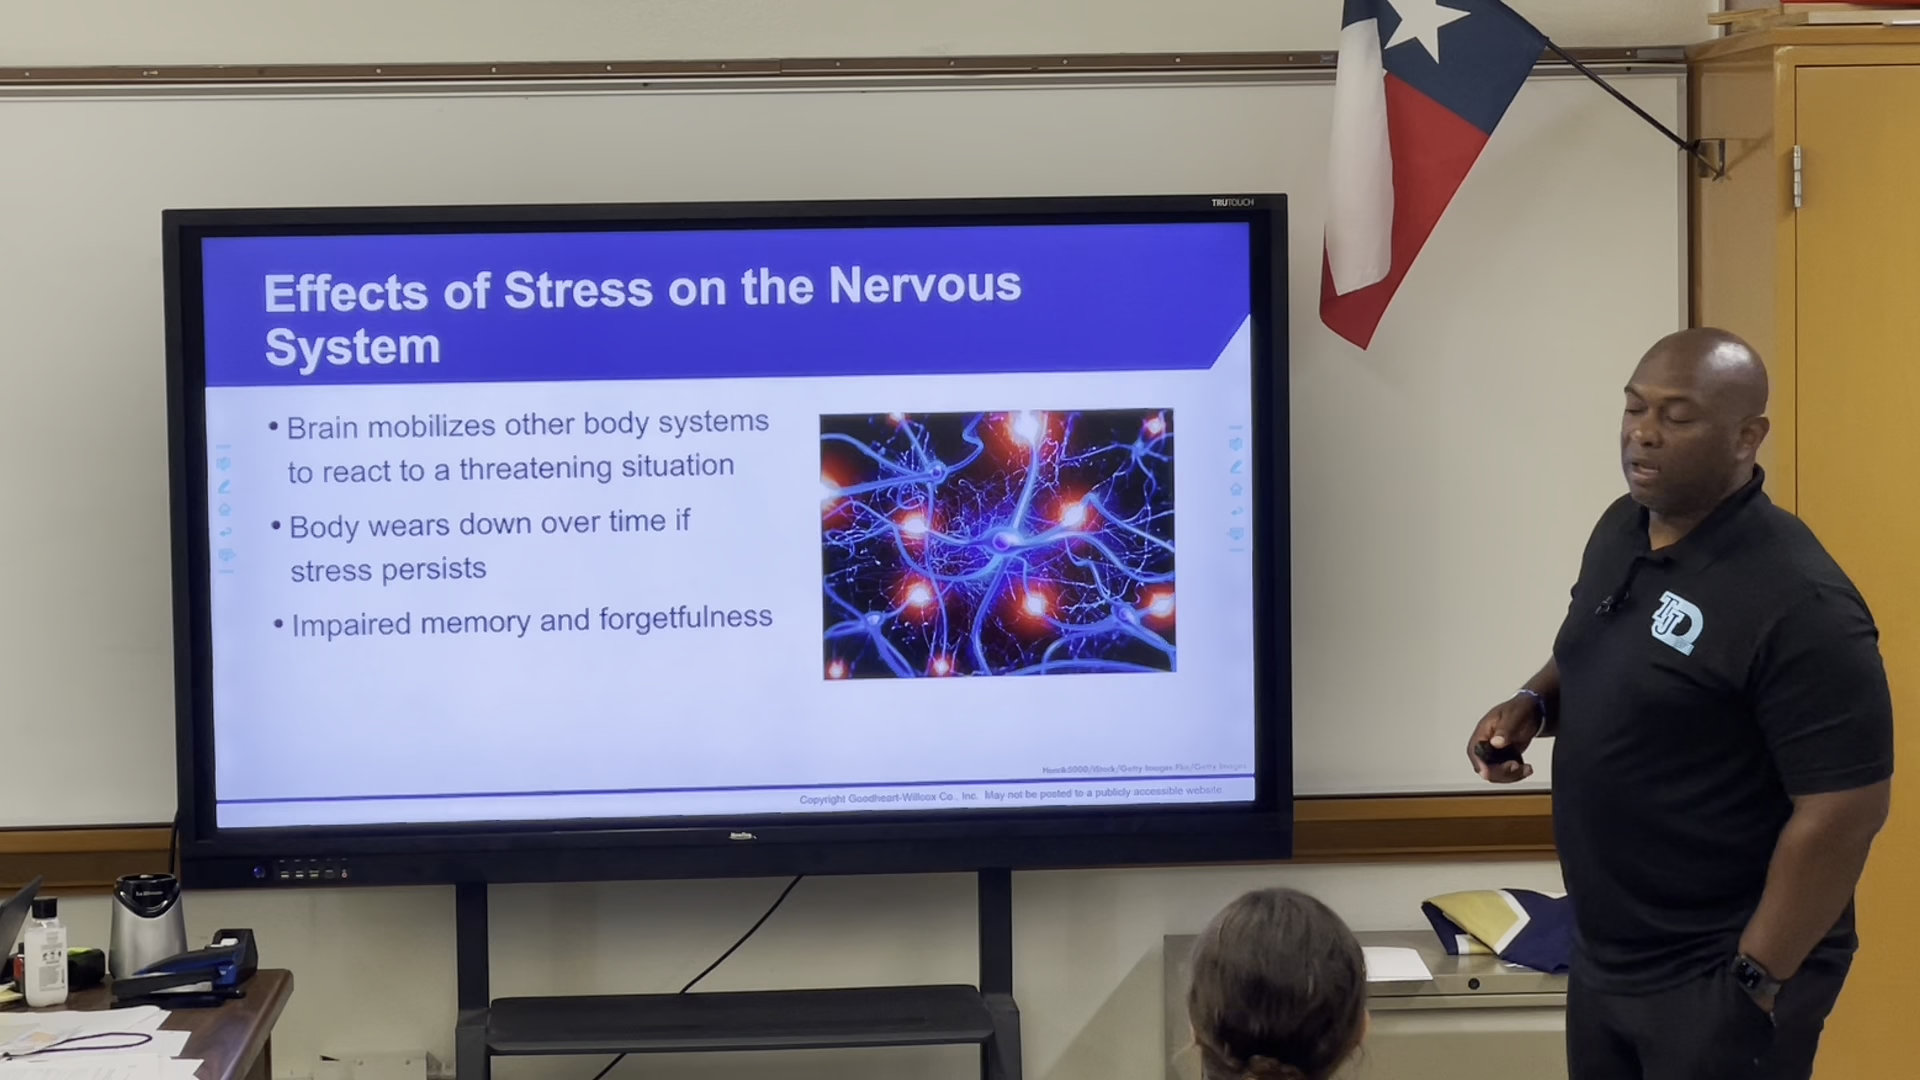 TRUTOUCH
Effects of Stress on the Nervous
System
• Brain mobilizes other body systems
to react to a threatening situation
• Body wears down over time if
stress persists
• Impaired memory and forgetfulness
Copyright Goodheart-Willcox Co., Inc. May not be posted to a publicly accessible website.